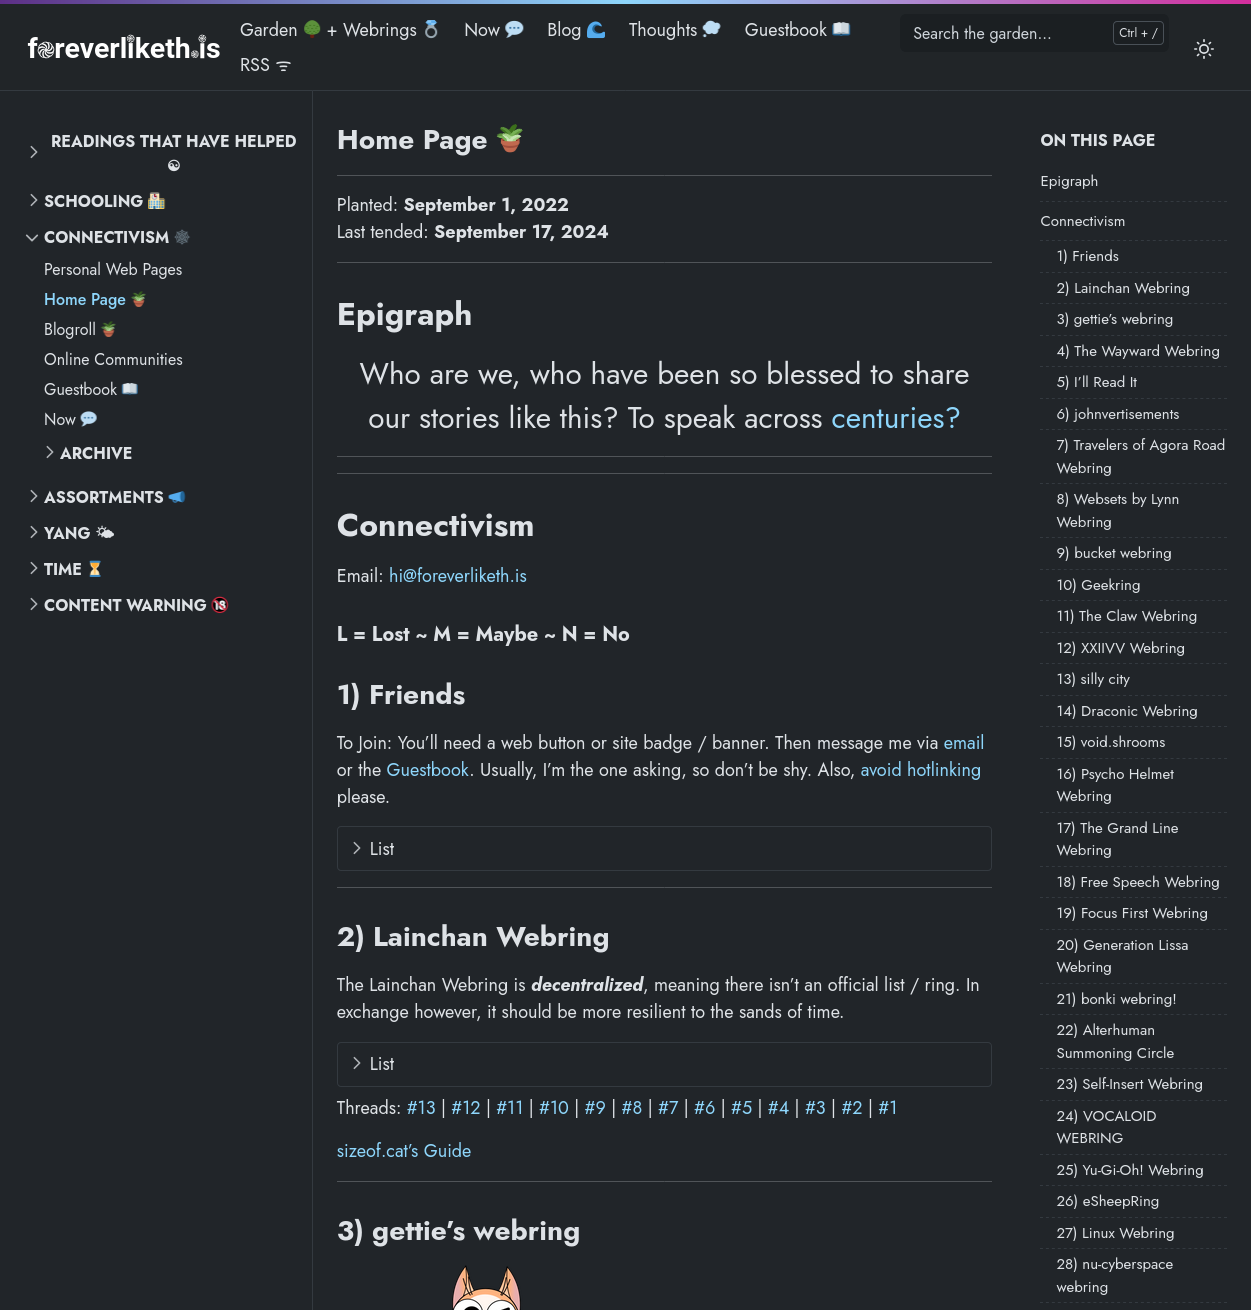 foreverliketh.is
Garden 🌳 + Webrings 💍 Now 💬 Blog 🌊 Thoughts 💭 Guestbook 📖
RSS
Search the garden...
Ctrl + /
READINGS THAT HAVE HELPED
☯
SCHOOLING 🏫
CONNECTIVISM 🕸
Personal Web Pages
Home Page 🪴
Blogroll 🪴
Online Communities
Guestbook 📖
Now 💬
ARCHIVE
ASSORTMENTS 📣
YANG 🌤
TIME ⏳
CONTENT WARNING 🔞
Home Page 🪴
Planted: September 1, 2022
Last tended: September 17, 2024
Epigraph
Who are we, who have been so blessed to share
our stories like this? To speak across centuries?
Connectivism
Email: hi@foreverliketh.is
L = Lost ~ M = Maybe ~ N = No
1) Friends
To Join: You’ll need a web button or site badge / banner. Then message me via email
or the Guestbook. Usually, I’m the one asking, so don’t be shy. Also, avoid hotlinking
please.
List
2) Lainchan Webring
The Lainchan Webring is decentralized, meaning there isn’t an official list / ring. In
exchange however, it should be more resilient to the sands of time.
List
Threads: #13 | #12 | #11 | #10 | #9 | #8 | #7 | #6 | #5 | #4 | #3 | #2 | #1
sizeof.cat’s Guide
3) gettie’s webring
ON THIS PAGE
Epigraph
Connectivism
1) Friends
2) Lainchan Webring
3) gettie’s webring
4) The Wayward Webring
5) I’ll Read It
6) johnvertisements
7) Travelers of Agora Road
Webring
8) Websets by Lynn
Webring
9) bucket webring
10) Geekring
11) The Claw Webring
12) XXIIVV Webring
13) silly city
14) Draconic Webring
15) void.shrooms
16) Psycho Helmet
Webring
17) The Grand Line
Webring
18) Free Speech Webring
19) Focus First Webring
20) Generation Lissa
Webring
21) bonki webring!
22) Alterhuman
Summoning Circle
23) Self-Insert Webring
24) VOCALOID
WEBRING
25) Yu-Gi-Oh! Webring
26) eSheepRing
27) Linux Webring
28) nu-cyberspace
webring